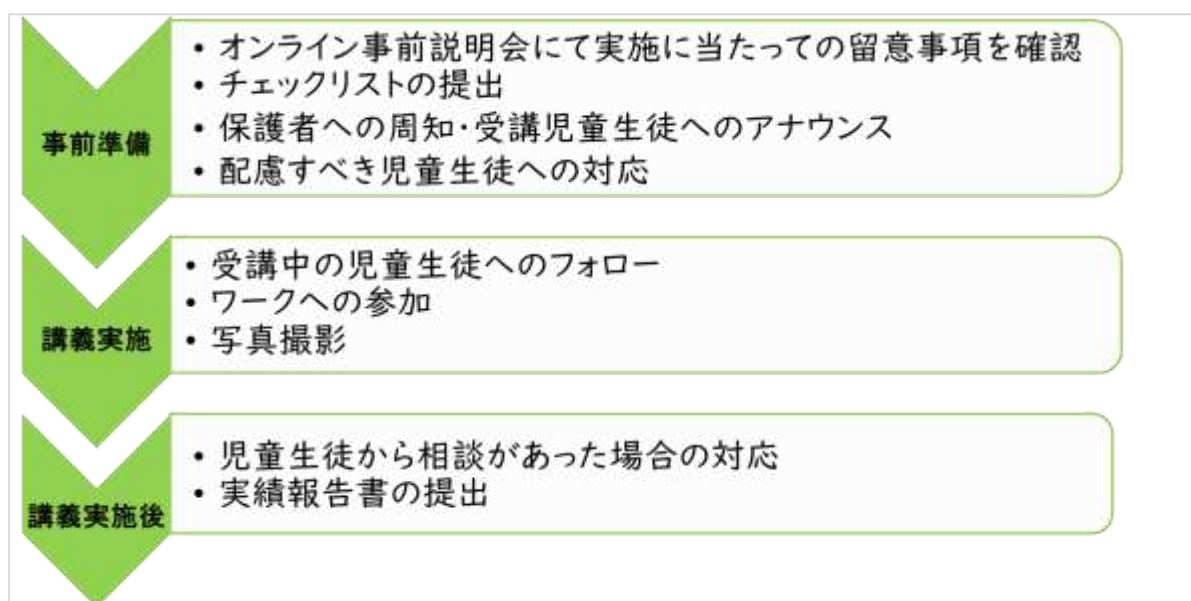 事前準備
• オンライン事前説明会にて実施に当たっての留意事項を確認
• チェックリストの提出
• 保護者への周知・受講児童生徒へのアナウンス
• 配慮すべき児童生徒への対応
講義実施
• 受講中の児童生徒へのフォロー
• ワークへの参加
• 写真撮影
講義実施後
• 児童生徒から相談があった場合の対応
• 実績報告書の提出